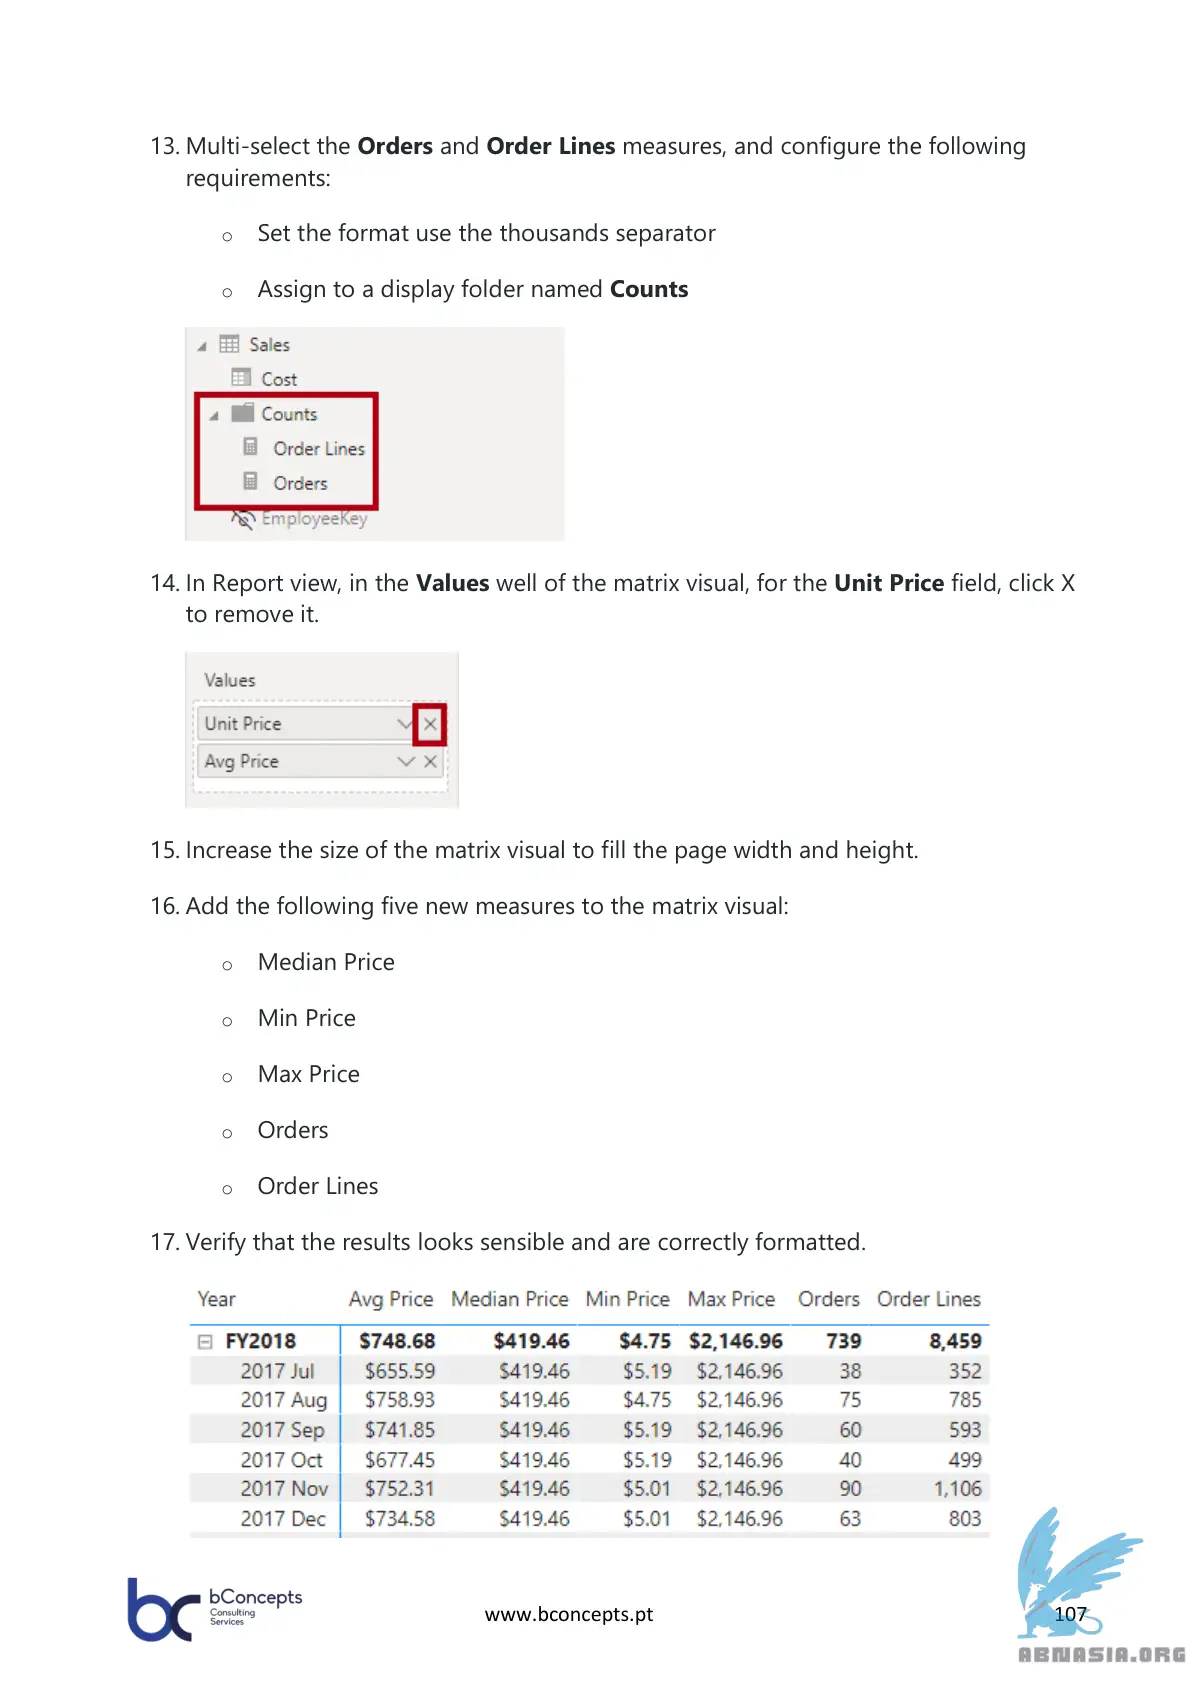 13. Multi-select the Orders and Order Lines measures, and configure the following
requirements:
o Set the format use the thousands separator
o Assign to a display folder named Counts
Sales
Cost
Counts
Order Lines
Orders
EmployeeKey
14. In Report view, in the Values well of the matrix visual, for the Unit Price field, click X
to remove it.
Values
Unit Price
Avg Price
15. Increase the size of the matrix visual to fill the page width and height.
16. Add the following five new measures to the matrix visual:
o Median Price
o Min Price
o Max Price
o Orders
o Order Lines
17. Verify that the results looks sensible and are correctly formatted.
Year Avg Price Median Price Min Price Max Price Orders Order Lines
FY2018 $748.68 $419.46 $4.75 $2,146.96 739 8,459
2017 Jul $655.59 $419.46 $5.19 $2,146.96 38 352
2017 Aug $758.93 $419.46 $4.75 $2,146.96 75 785
2017 Sep $741.85 $419.46 $5.19 $2,146.96 60 593
2017 Oct $677.45 $419.46 $5.19 $2,146.96 40 499
2017 Nov $752.31 $419.46 $5.01 $2,146.96 90 1,106
2017 Dec $734.58 $419.46 $5.01 $2,146.96 63 803
bc bConcepts
Consulting
Services
www.bconcepts.pt
107
ABNASIA.ORG